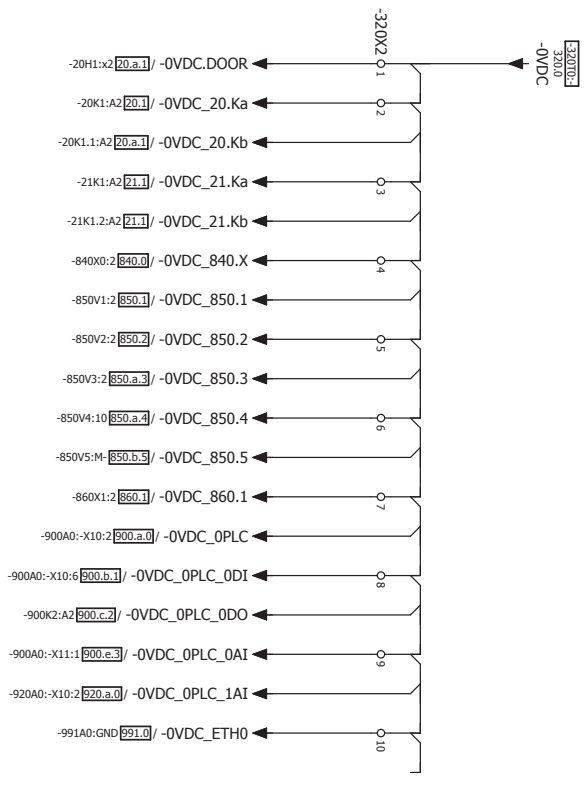 -320T0:-
320.0
-0VDC
-320X2
-20H1:x2 20.a.1 / -0VDC.DOOR 1
-20K1:A2 20.1 / -0VDC_20.Ka 2
-20K1.1:A2 20.a.1 / -0VDC_20.Kb
-21K1:A2 21.1 / -0VDC_21.Ka 3
-21K1.2:A2 21.1 / -0VDC_21.Kb
-840X0:2 840.0 / -0VDC_840.X 4
-850V1:2 850.1 / -0VDC_850.1
-850V2:2 850.2 / -0VDC_850.2 5
-850V3:2 850.a.3 / -0VDC_850.3
-850V4:10 850.a.4 / -0VDC_850.4 6
-850V5:M- 850.b.5 / -0VDC_850.5
-860X1:2 860.1 / -0VDC_860.1 7
-900A0:-X10:2 900.a.0 / -0VDC_0PLC
-900A0:-X10:6 900.b.1 / -0VDC_0PLC_0DI 8
-900K2:A2 900.c.2 / -0VDC_0PLC_0DO
-900A0:-X11:1 900.e.3 / -0VDC_0PLC_0AI 9
-920A0:-X10:2 920.a.0 / -0VDC_0PLC_1AI
-991A0:GND 991.0 / -0VDC_ETH0 10